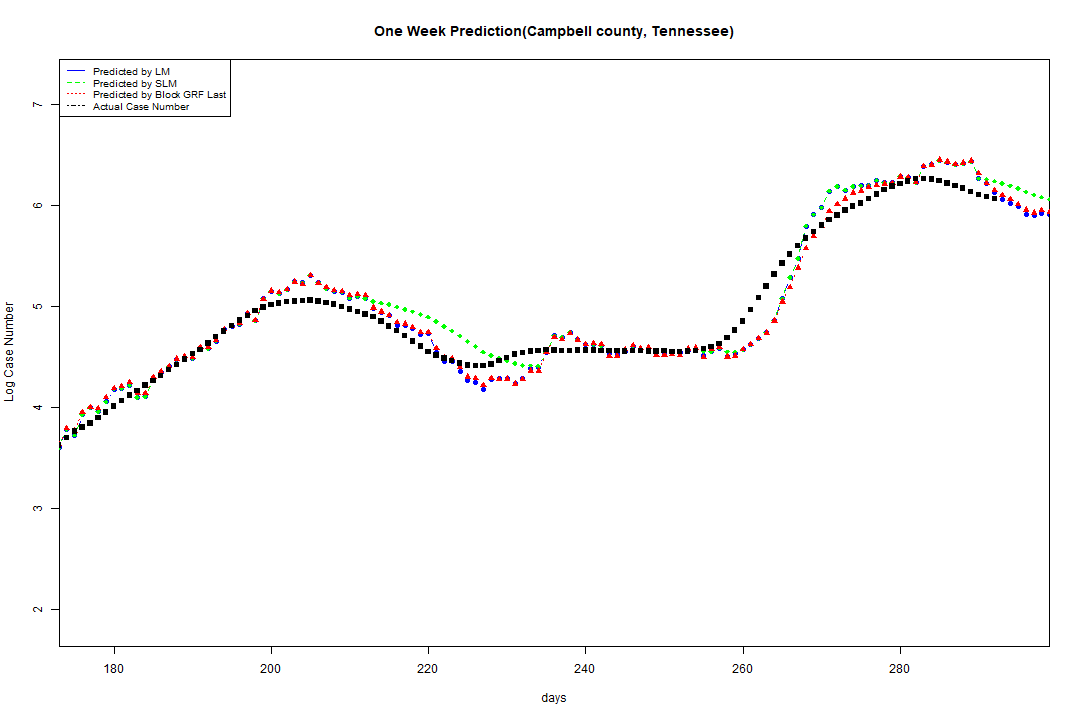 One Week Prediction(Campbell county, Tennessee)
Predicted by LM
Predicted by SLM
Predicted by Block GRF Last
Actual Case Number
7
6
5
4
3
2
Log Case Number
180 200 220 240 260 280
days